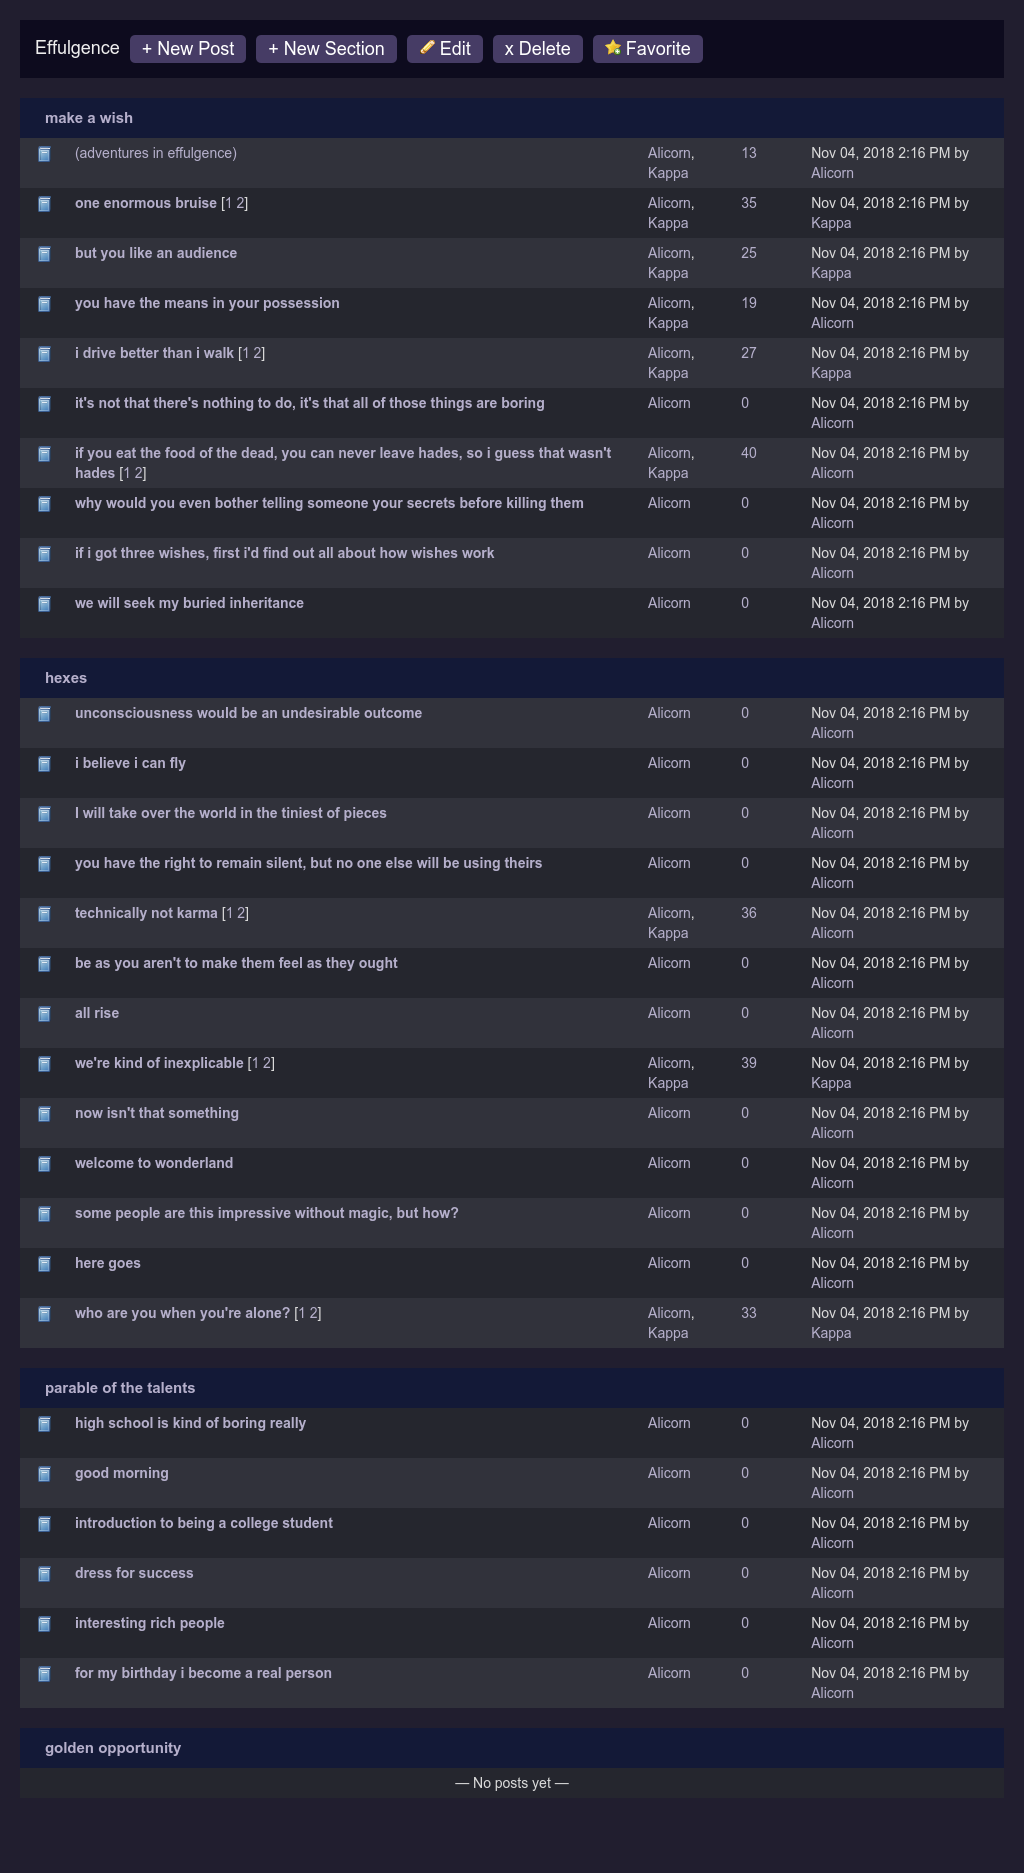 Effulgence + New Post + New Section Edit x Delete Favorite
make a wish
(adventures in effulgence) Alicorn, 13 Nov 04, 2018 2:16 PM by
Kappa Alicorn
one enormous bruise [1 2] Alicorn, 35 Nov 04, 2018 2:16 PM by
Kappa Kappa
but you like an audience Alicorn, 25 Nov 04, 2018 2:16 PM by
Kappa Kappa
you have the means in your possession Alicorn, 19 Nov 04, 2018 2:16 PM by
Kappa Alicorn
i drive better than i walk [1 2] Alicorn, 27 Nov 04, 2018 2:16 PM by
Kappa Kappa
it's not that there's nothing to do, it's that all of those things are boring Alicorn 0 Nov 04, 2018 2:16 PM by
Alicorn
if you eat the food of the dead, you can never leave hades, so i guess that wasn't Alicorn, 40 Nov 04, 2018 2:16 PM by
hades [1 2] Kappa Alicorn
why would you even bother telling someone your secrets before killing them Alicorn 0 Nov 04, 2018 2:16 PM by
Alicorn
if i got three wishes, first i'd find out all about how wishes work Alicorn 0 Nov 04, 2018 2:16 PM by
Alicorn
we will seek my buried inheritance Alicorn 0 Nov 04, 2018 2:16 PM by
Alicorn
hexes
unconsciousness would be an undesirable outcome Alicorn 0 Nov 04, 2018 2:16 PM by
Alicorn
i believe i can fly Alicorn 0 Nov 04, 2018 2:16 PM by
Alicorn
I will take over the world in the tiniest of pieces Alicorn 0 Nov 04, 2018 2:16 PM by
Alicorn
you have the right to remain silent, but no one else will be using theirs Alicorn 0 Nov 04, 2018 2:16 PM by
Alicorn
technically not karma [1 2] Alicorn, 36 Nov 04, 2018 2:16 PM by
Kappa Alicorn
be as you aren't to make them feel as they ought Alicorn 0 Nov 04, 2018 2:16 PM by
Alicorn
all rise Alicorn 0 Nov 04, 2018 2:16 PM by
Alicorn
we're kind of inexplicable [1 2] Alicorn, 39 Nov 04, 2018 2:16 PM by
Kappa Kappa
now isn't that something Alicorn 0 Nov 04, 2018 2:16 PM by
Alicorn
welcome to wonderland Alicorn 0 Nov 04, 2018 2:16 PM by
Alicorn
some people are this impressive without magic, but how? Alicorn 0 Nov 04, 2018 2:16 PM by
Alicorn
here goes Alicorn 0 Nov 04, 2018 2:16 PM by
Alicorn
who are you when you're alone? [1 2] Alicorn, 33 Nov 04, 2018 2:16 PM by
Kappa Kappa
parable of the talents
high school is kind of boring really Alicorn 0 Nov 04, 2018 2:16 PM by
Alicorn
good morning Alicorn 0 Nov 04, 2018 2:16 PM by
Alicorn
introduction to being a college student Alicorn 0 Nov 04, 2018 2:16 PM by
Alicorn
dress for success Alicorn 0 Nov 04, 2018 2:16 PM by
Alicorn
interesting rich people Alicorn 0 Nov 04, 2018 2:16 PM by
Alicorn
for my birthday i become a real person Alicorn 0 Nov 04, 2018 2:16 PM by
Alicorn
golden opportunity
— No posts yet —